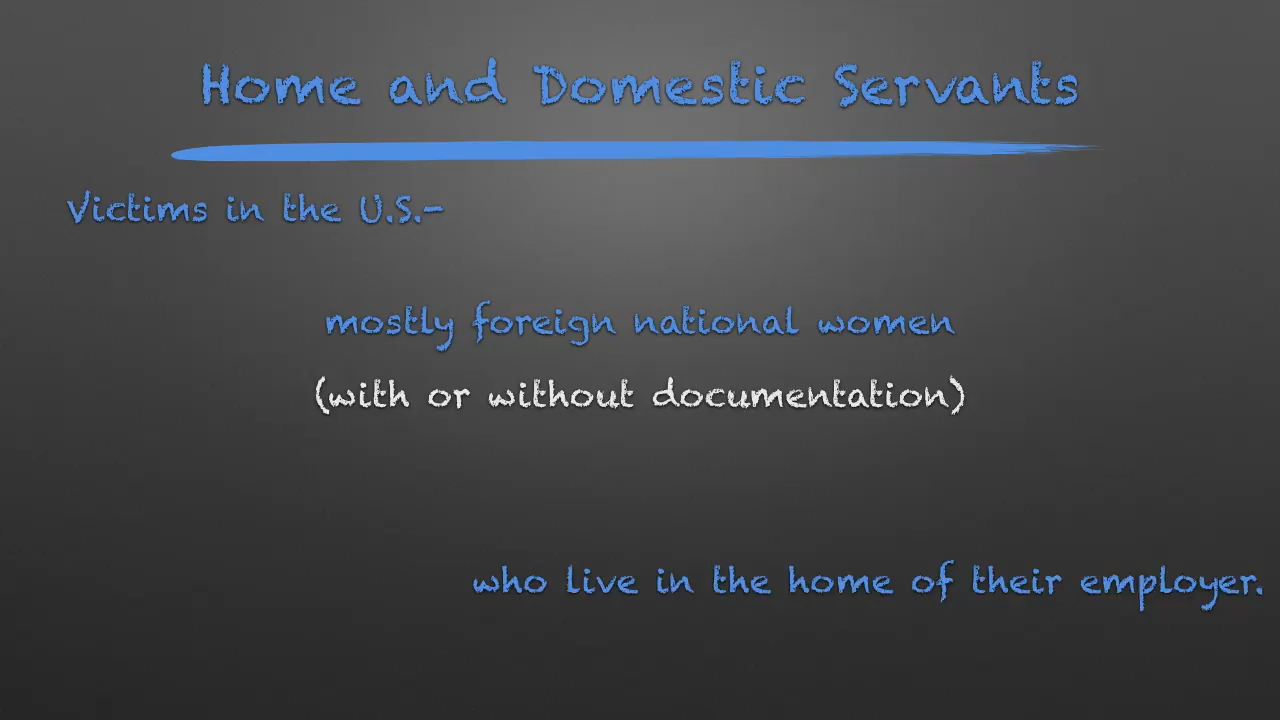 Home and Domestic Servants
Victims in the U.S.-
mostly foreign national women
(with or without documentation)
who live in the home of their employer.